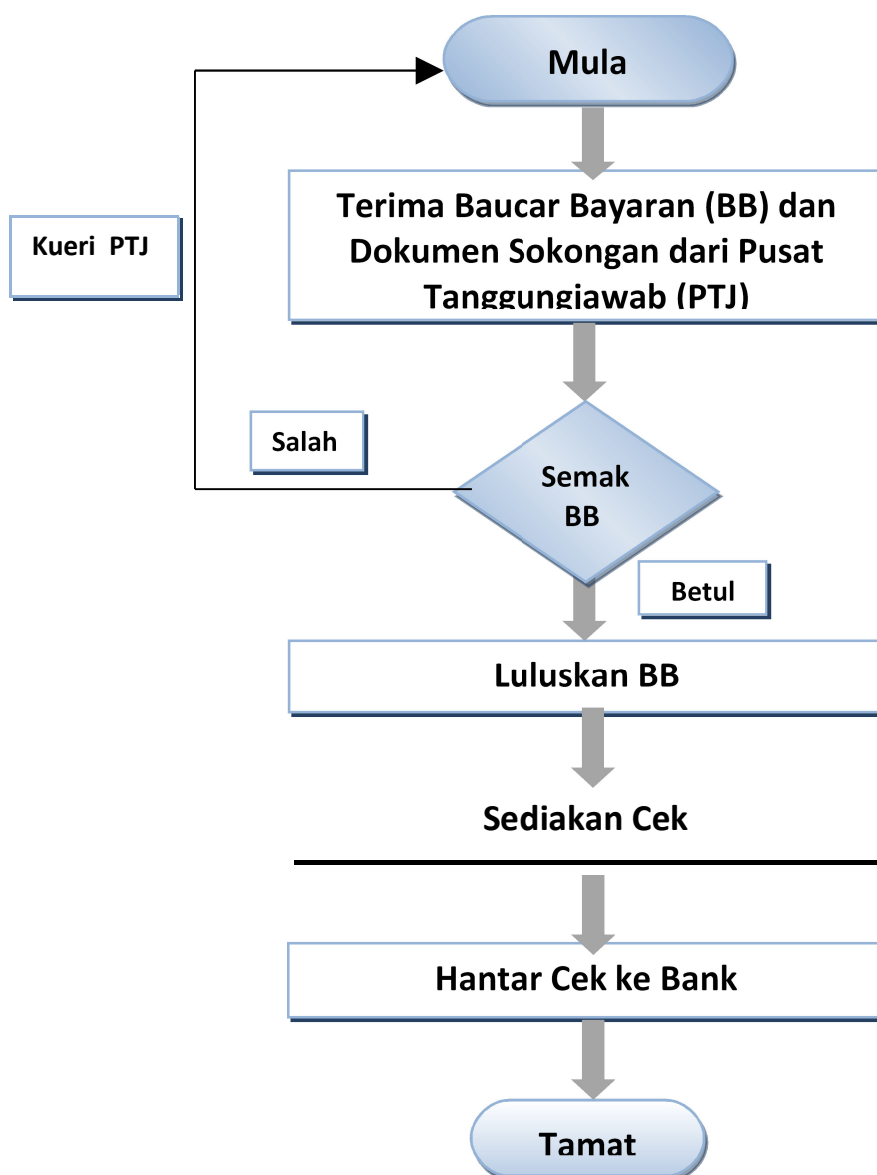 Mula
Terima Baucar Bayaran (BB) dan
Dokumen Sokongan dari Pusat
Tanggungjawab (PTJ)
Kueri PTJ
Salah
Semak
BB
Betul
Luluskan BB
Sediakan Cek
Hantar Cek ke Bank
Tamat